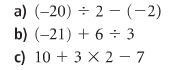 a) (–20) ÷ 2 – (–2)
b) (–21) + 6 ÷ 3
c) 10 + 3 × 2 – 7